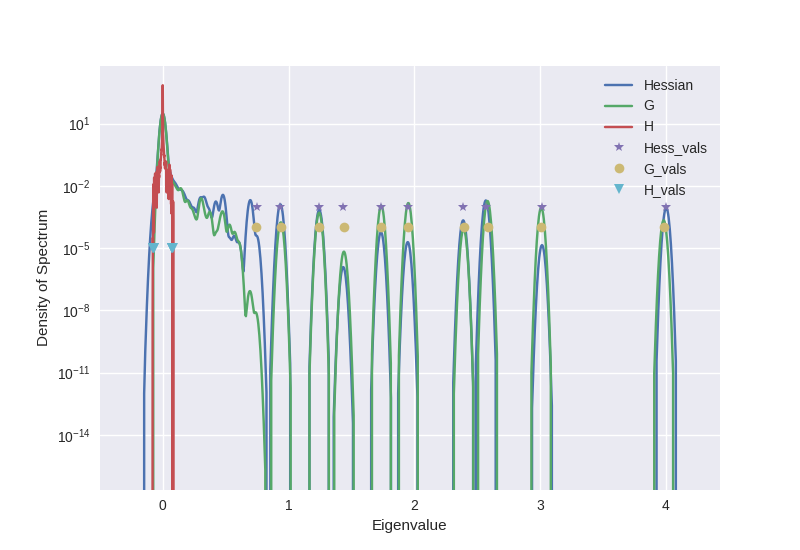 Hessian
G
H
Hess_vals
G_vals
H_vals
10^1
10^-2
10^-5
10^-8
10^-11
10^-14
Density of Spectrum
0 1 2 3 4
Eigenvalue